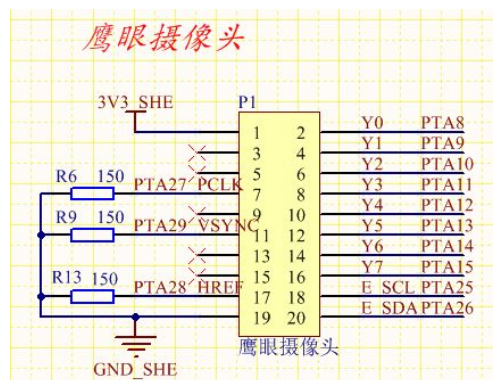 鹰眼摄像头
3V3_SHE
P1
1 2 Y0 PTA8
3 4 Y1 PTA9
5 6 Y2 PTA10
R6 150 PTA27 PCLK 7 8 Y3 PTA11
9 10 Y4 PTA12
R9 150 PTA29 VSYNC 11 12 Y5 PTA13
13 14 Y6 PTA14
15 16 Y7 PTA15
R13 150 PTA28 HREF 17 18 E_SCL PTA25
19 20 E_SDA PTA26
鹰眼摄像头
GND_SHE